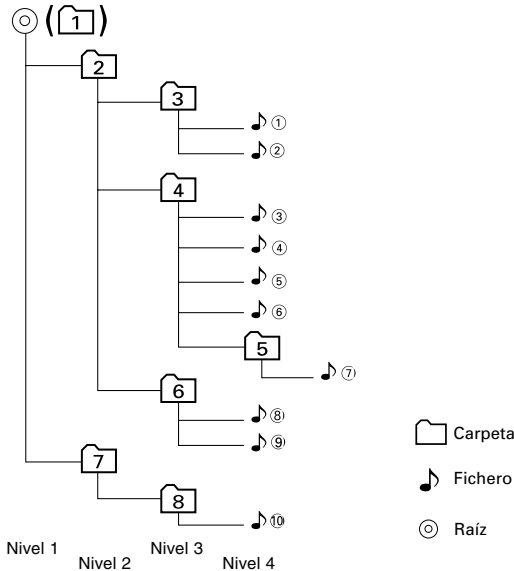 (1)
2
3
①
②
4
③
④
⑤
⑥
5
⑦
6
⑧
⑨
7
8
⑩
Carpeta
Fichero
Raíz
Nivel 1
Nivel 2
Nivel 3
Nivel 4